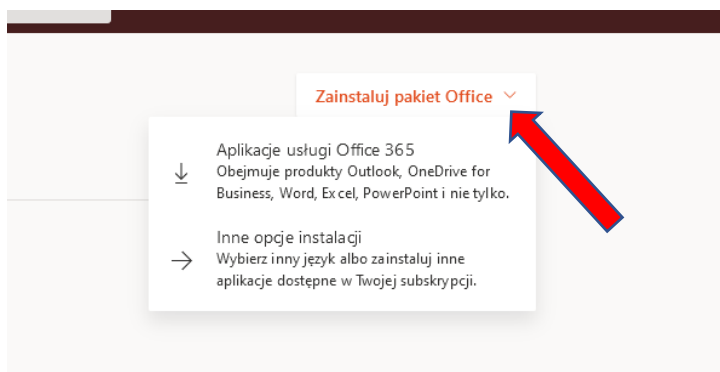 Zainstaluj pakiet Office
Aplikacje usługi Office 365
Obejmuje produkty Outlook, OneDrive for
Business, Word, Excel, PowerPoint i nie tylko.
Inne opcje instalacji
Wybierz inny język albo zainstaluj inne
aplikacje dostępne w Twojej subskrypcji.